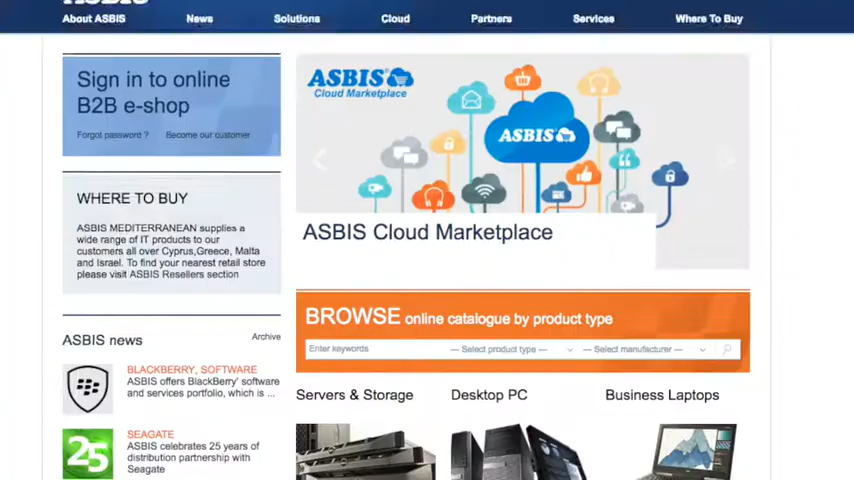 ASBIS
About ASBIS
News
Solutions
Cloud
Partners
Services
Where To Buy
Sign in to online
B2B e-shop
Forgot password ?
Become our customer
WHERE TO BUY
ASBIS MEDITERRANEAN supplies a
wide range of IT products to our
customers all over Cyprus,Greece, Malta
and Israel. To find your nearest retail store
please visit ASBIS Resellers section
ASBIS news
Archive
BLACKBERRY, SOFTWARE
ASBIS offers BlackBerry' software
and services portfolio, which is ...
25
SEAGATE
ASBIS celebrates 25 years of
distribution partnership with
Seagate
ASBIS
Cloud Marketplace
ASBIS
ASBIS Cloud Marketplace
BROWSE online catalogue by product type
Enter keywords
— Select product type —
— Select manufacturer —
Servers & Storage
Desktop PC
Business Laptops